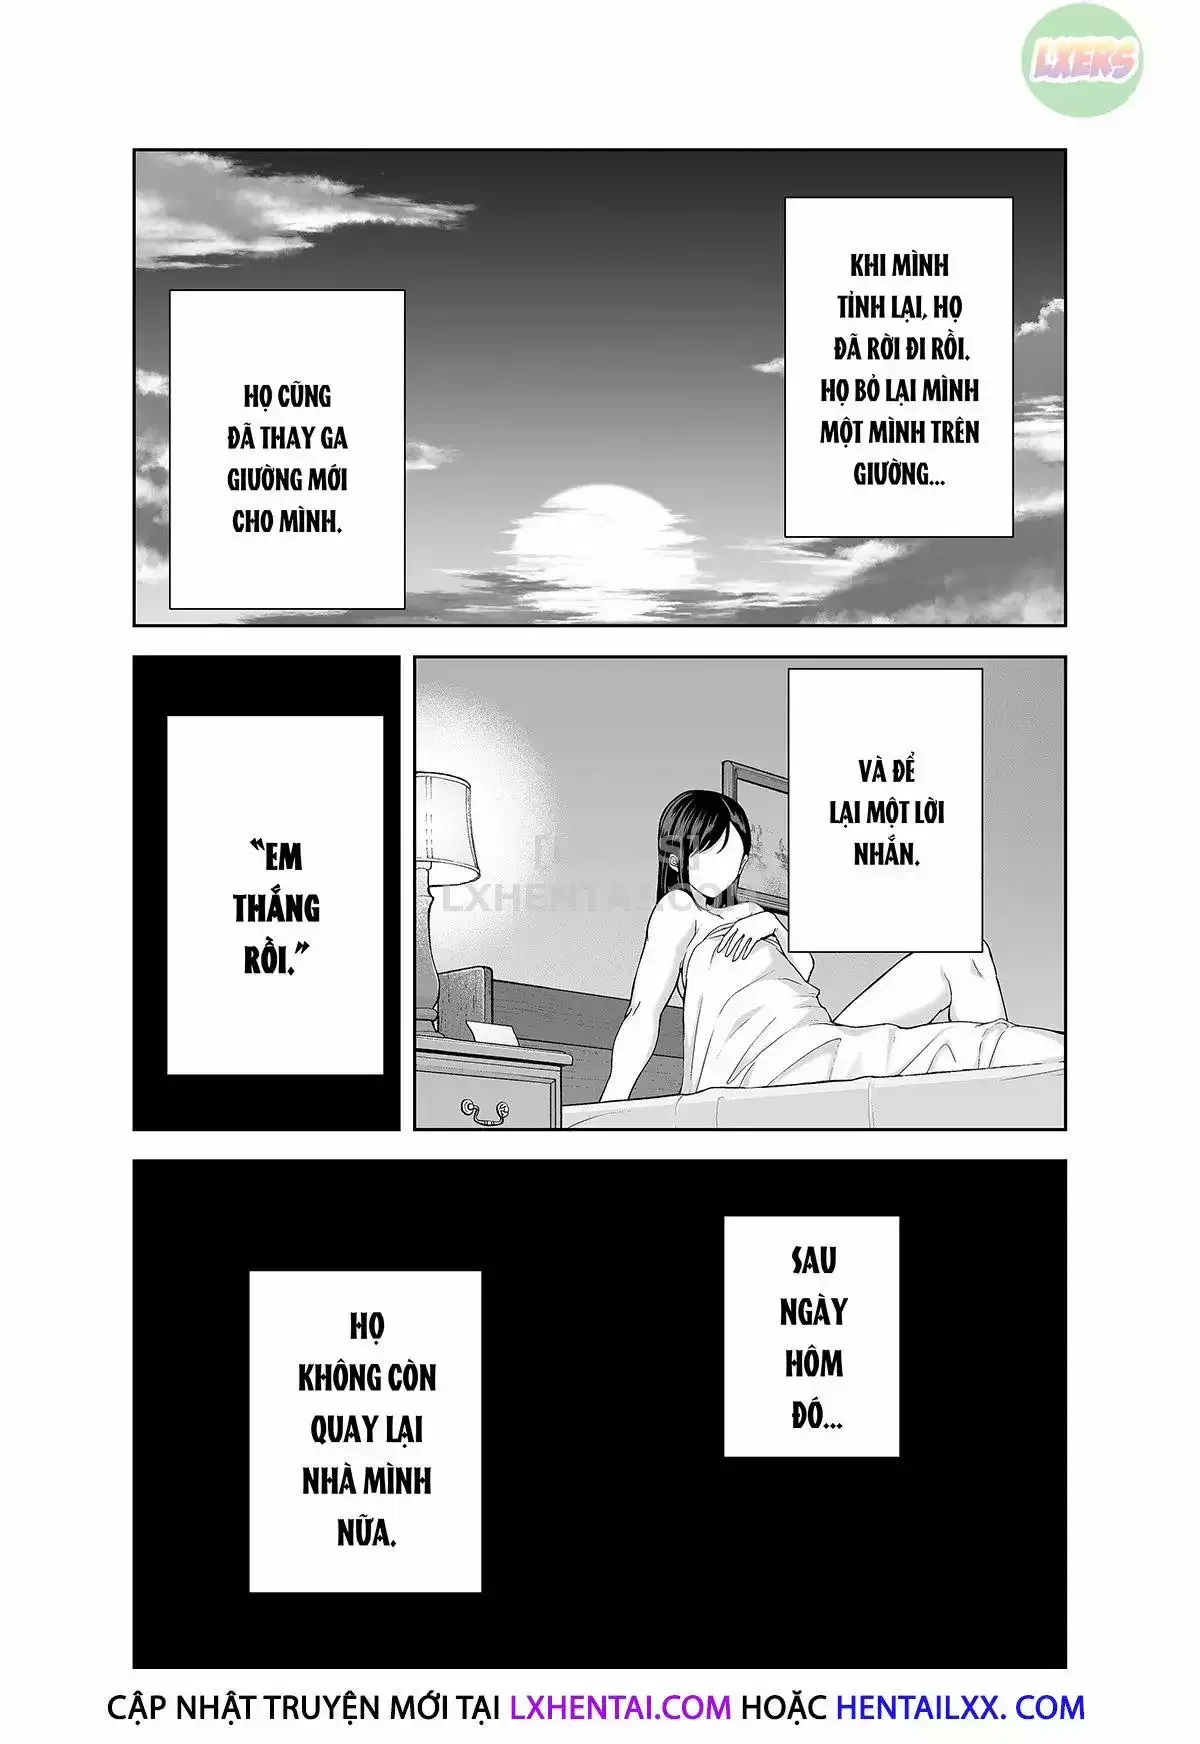 LXERS
KHI MÌNH
TỈNH LẠI, HỌ
ĐÃ RỜI ĐI RỒI.
HỌ BỎ LẠI MÌNH
MỘT MÌNH TRÊN
GIƯỜNG...
HỌ CŨNG
ĐÃ THAY GA
GIƯỜNG MỚI
CHO MÌNH.
VÀ ĐỂ
LẠI MỘT LỜI
NHẮN.
LXHENTAI.COM
“EM
THẮNG
RỒI.”
SAU
NGÀY
HÔM
ĐÓ...
HỌ
KHÔNG CÒN
QUAY LẠI
NHÀ MÌNH
NỮA.
CẬP NHẬT TRUYỆN MỚI TẠI LXHENTAI.COM HOẶC HENTAILXX. COM